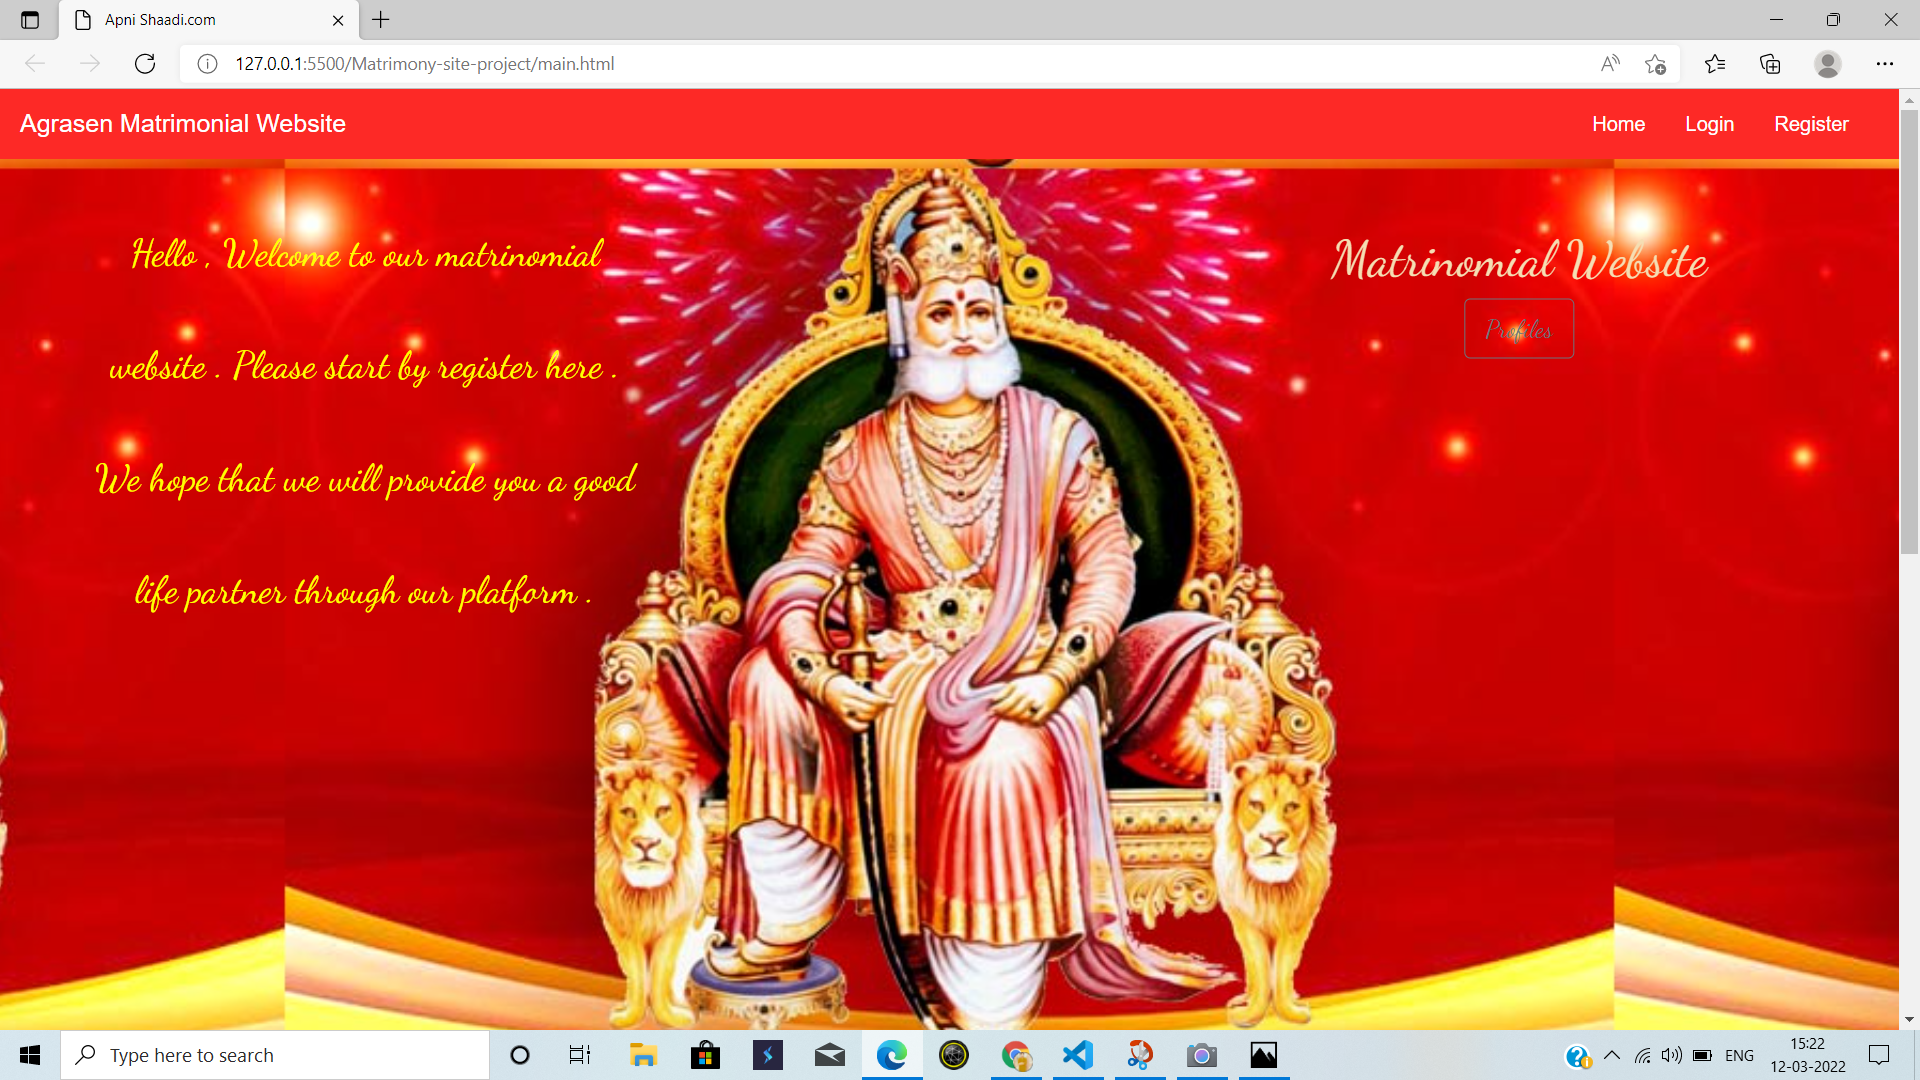 Apni Shaadi.com
127.0.0.1:5500/Matrimony-site-project/main.html
Agrasen Matrimonial Website
Home Login Register
Hello , Welcome to our matrinomial
website . Please start by register here .
We hope that we will provide you a good
life partner through our platform .
Matrinomial Website
Profiles
Type here to search
ENG
15:22
12-03-2022